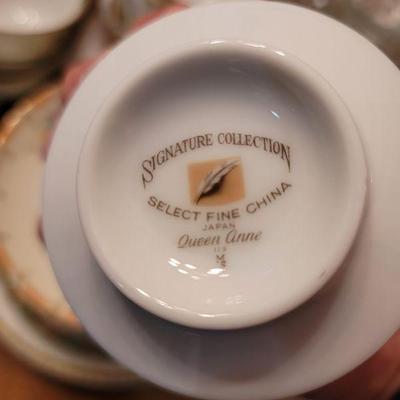 SIGNATURE COLLECTION
SELECT FINE CHINA
JAPAN
Queen Anne